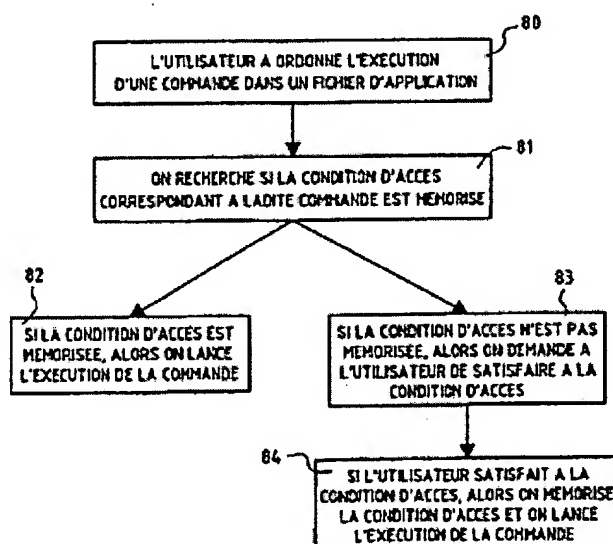 80
L'UTILISATEUR A ORDONNE L'EXECUTION
D'UNE COMMANDE DANS UN FICHIER D'APPLICATION
81
ON RECHERCHE SI LA CONDITION D'ACCES
CORRESPONDANT A LADITE COMMANDE EST MEMORISE
82
SI LA CONDITION D'ACCES EST
MEMORISEE, ALORS ON LANCE
L'EXECUTION DE LA COMMANDE
83
SI LA CONDITION D'ACCES N'EST PAS
MEMORISEE, ALORS ON DEMANDE A
L'UTILISATEUR DE SATISFAIRE A LA
CONDITION D'ACCES
84
SI L'UTILISATEUR SATISFAIT A LA
CONDITION D'ACCES, ALORS ON MEMORISE
LA CONDITION D'ACCES ET ON LANCE
L'EXECUTION DE LA COMMANDE